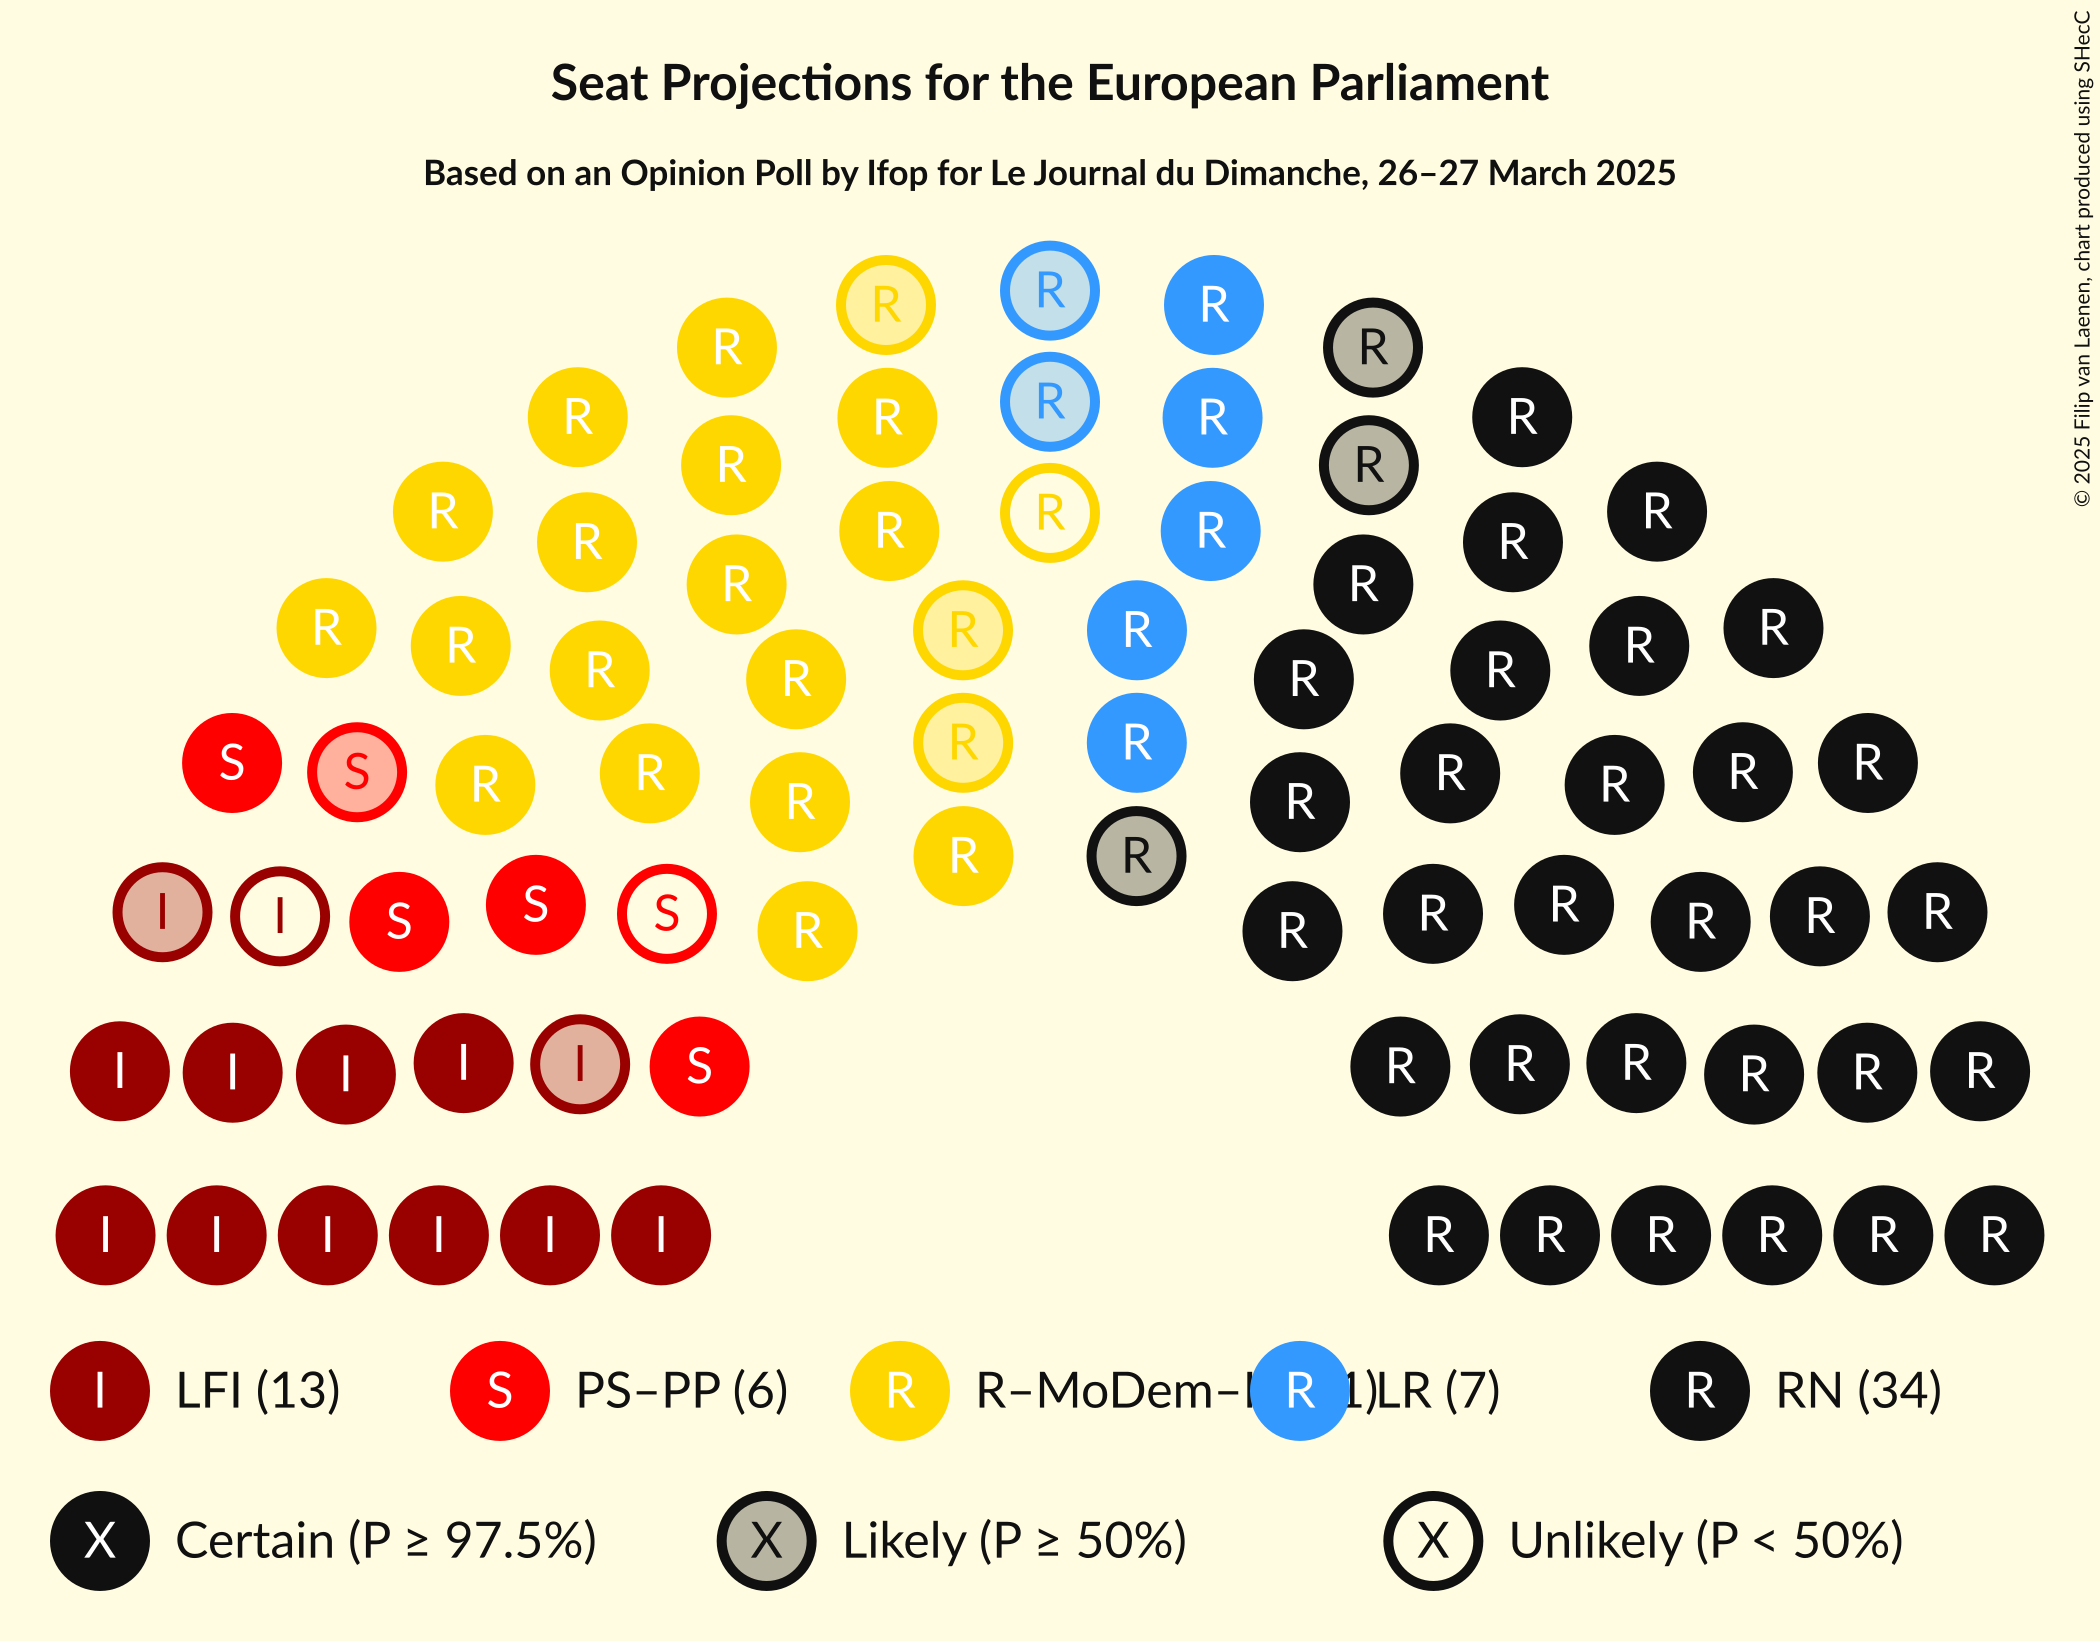 Seat Projections for the European Parliament
Based on an Opinion Poll by Ifop for Le Journal du Dimanche, 26–27 March 2025
© 2025 Filip van Laenen, chart produced using SHecC
R R R
R R
R R R R
R R
R R
R R R
R R
R R R R
R R R R
R R R R
R R
S S R R R R R R R R
R R
I I S S S R R R R R R R
I I I I I S R R R R R R
I I I I I I R R R R R R
I LFI (13) S PS–PP (6) R R–MoDem– R LR (7) R RN (34)
X Certain (P ≥ 97.5%) X Likely (P ≥ 50%) X Unlikely (P < 50%)